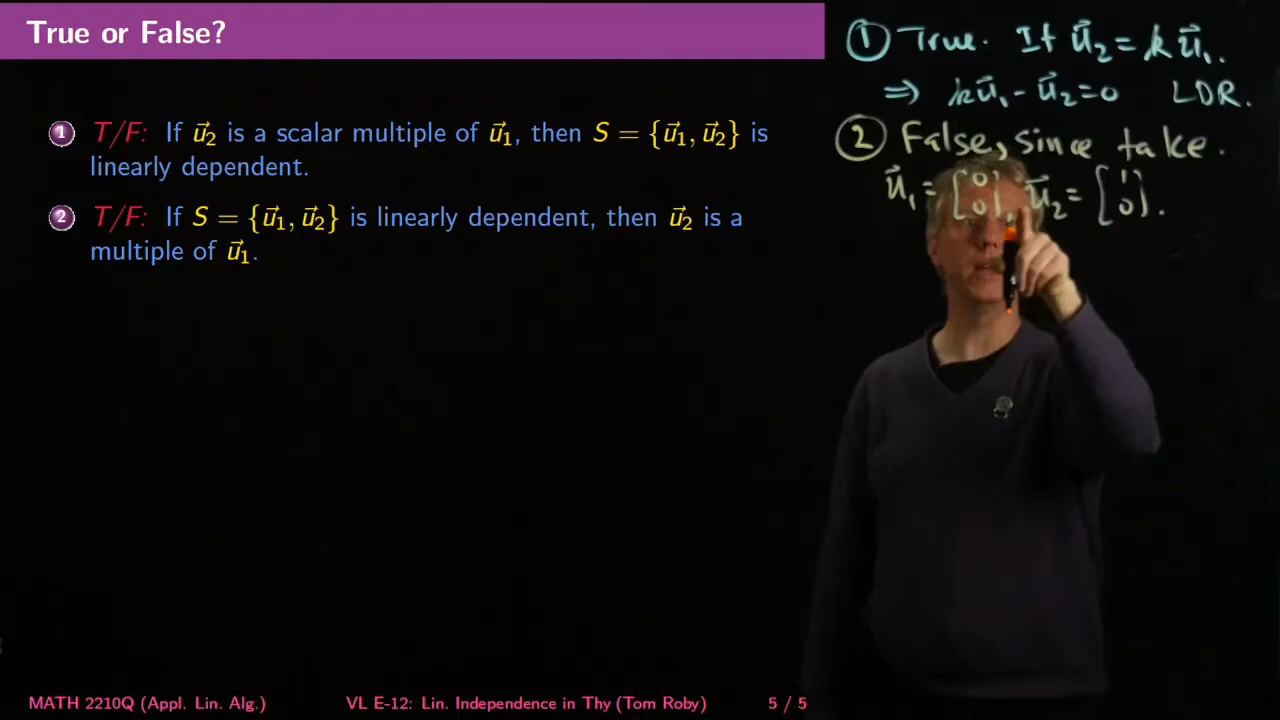 True or False?
1 T/F: If u⃗₂ is a scalar multiple of u⃗₁, then S = {u⃗₁, u⃗₂} is
linearly dependent.
2 T/F: If S = {u⃗₁, u⃗₂} is linearly dependent, then u⃗₂ is a
multiple of u⃗₁.
① True. If u⃗₂ = k u⃗₁.
⇒ k u⃗₁ - u⃗₂ = 0 LDR.
② False, since take.
u⃗₁ = [0 0], u⃗₂ = [1 0].
MATH 2210Q (Appl. Lin. Alg.) VL E-12: Lin. Independence in Thy (Tom Roby) 5 / 5